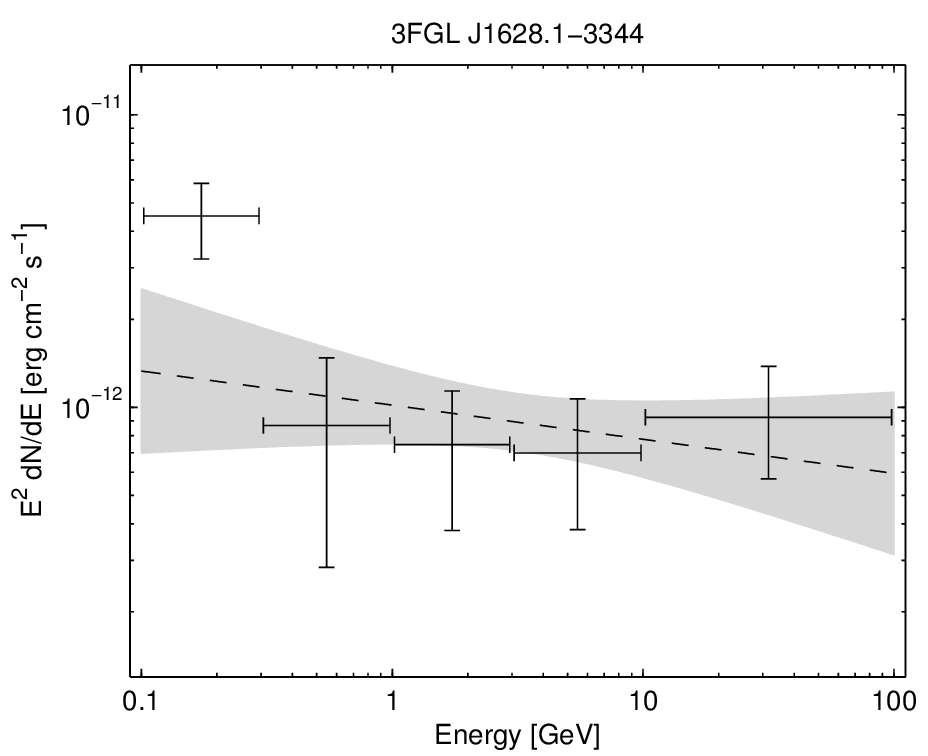 3FGL J1628.1−3344
10⁻¹¹
10⁻¹²
E² dN/dE [erg cm⁻² s⁻¹]
0.1 1 10 100
Energy [GeV]